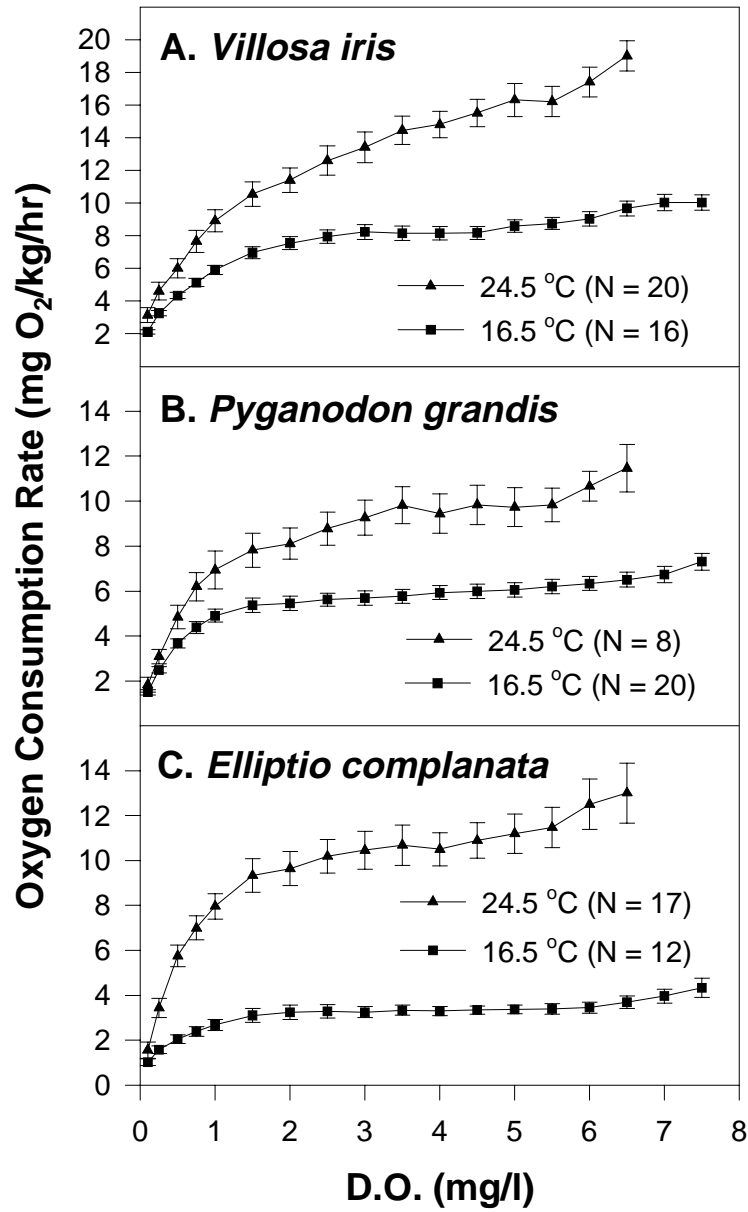 Oxygen Consumption Rate (mg O₂/kg/hr)
A. Villosa iris
20
18
16
14
12
10
8
6
4
2
24.5 °C (N = 20)
16.5 °C (N = 16)
B. Pyganodon grandis
14
12
10
8
6
4
2
24.5 °C (N = 8)
16.5 °C (N = 20)
C. Elliptio complanata
14
12
10
8
6
4
2
0
24.5 °C (N = 17)
16.5 °C (N = 12)
0 1 2 3 4 5 6 7 8
D.O. (mg/l)